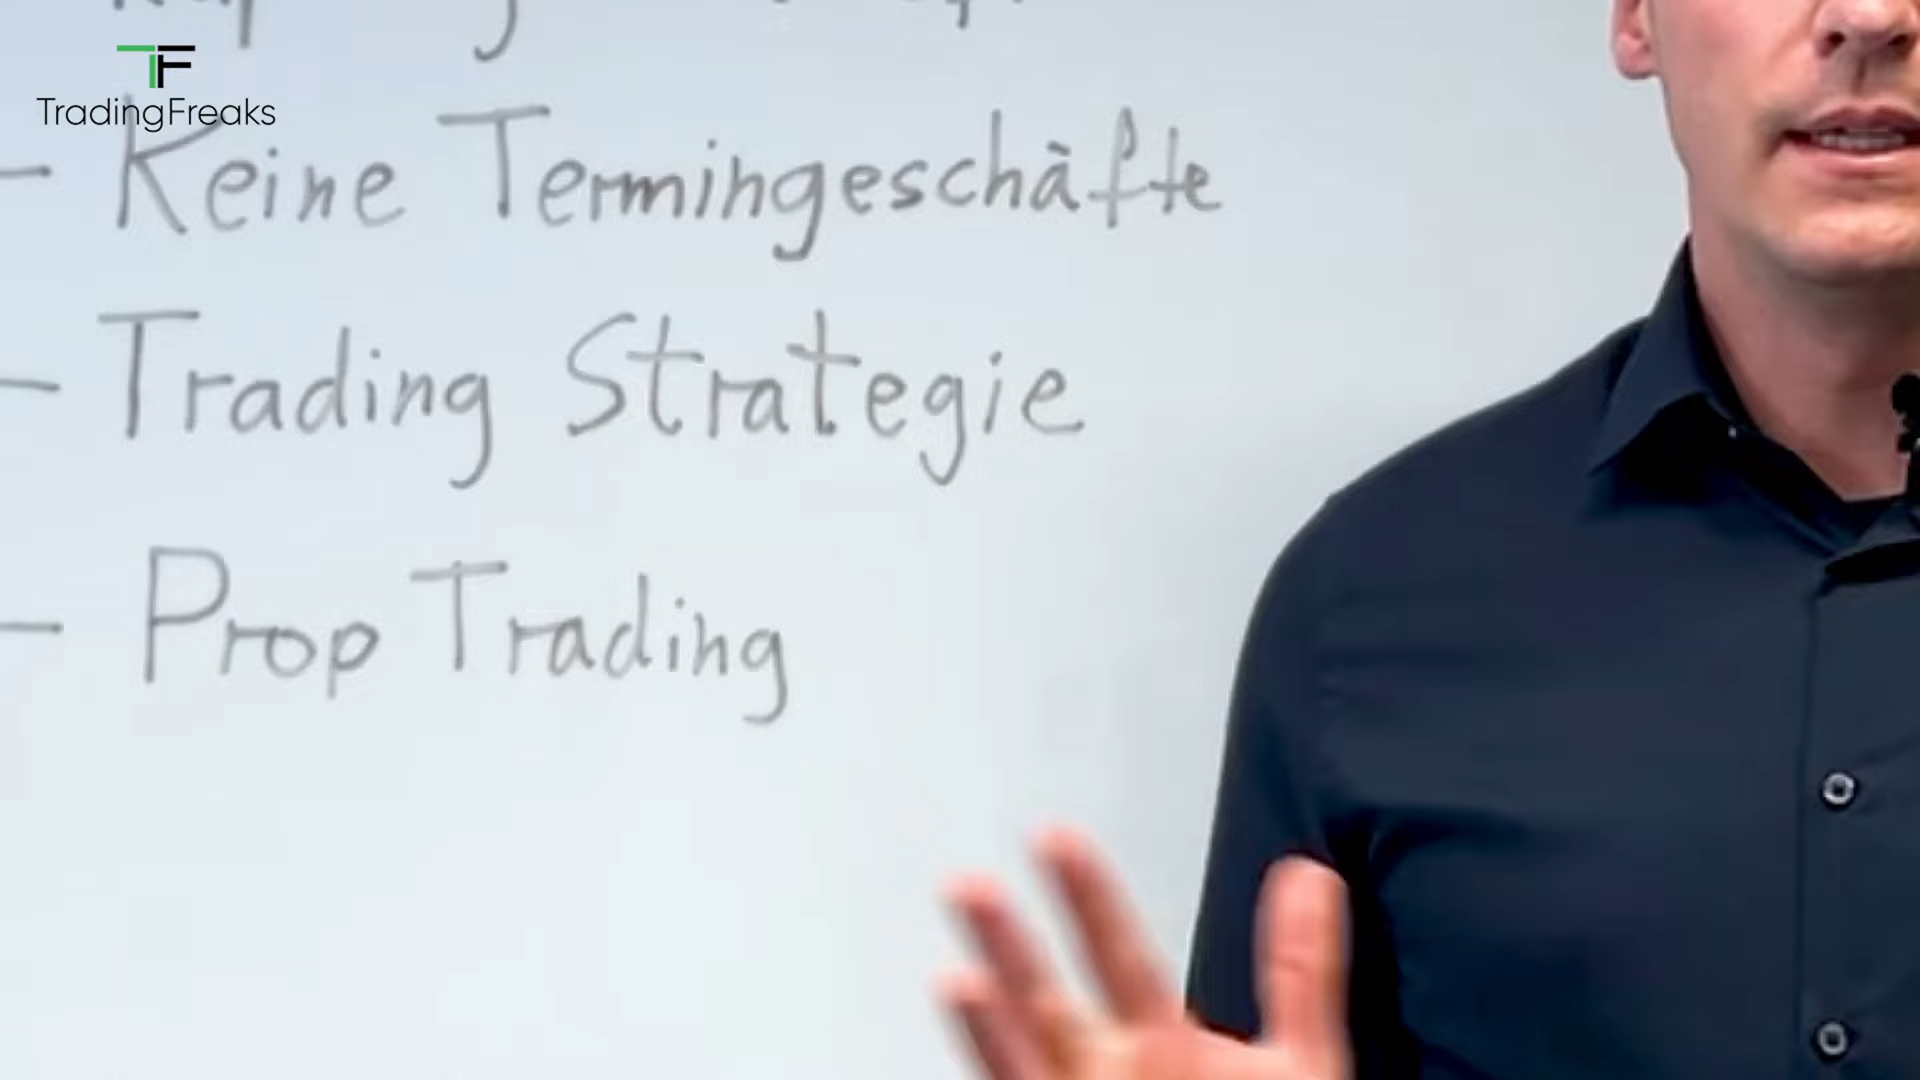 TradingFreaks
- Keine Termingeschäfte
- Trading Strategie
- Prop Trading